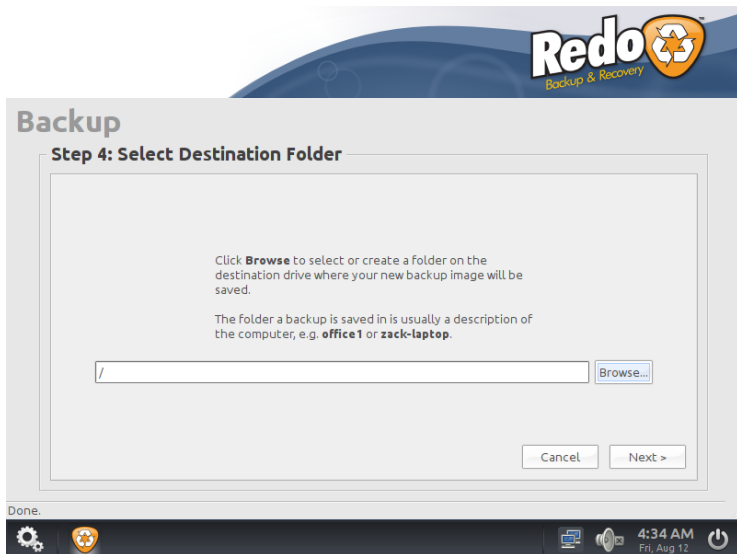 Redo
Backup & Recovery
Backup
Step 4: Select Destination Folder
Click Browse to select or create a folder on the
destination drive where your new backup image will be
saved.
The folder a backup is saved in is usually a description of
the computer, e.g. office1 or zack-laptop.
/
Browse...
Cancel
Next >
Done.
4:34 AM
Fri, Aug 12